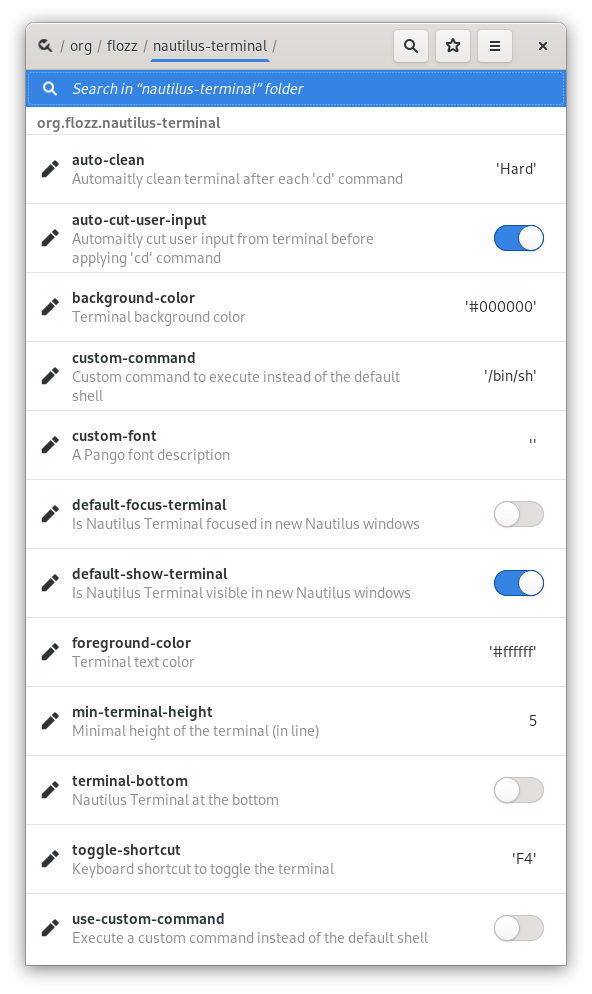 / org / flozz / nautilus-terminal /
Search in “nautilus-terminal” folder
org.flozz.nautilus-terminal
auto-clean
Automaitly clean terminal after each 'cd' command
'Hard'
auto-cut-user-input
Automaitly cut user input from terminal before
applying 'cd' command
background-color
Terminal background color
'#000000'
custom-command
Custom command to execute instead of the default
shell
'/bin/sh'
custom-font
A Pango font description
''
default-focus-terminal
Is Nautilus Terminal focused in new Nautilus windows
default-show-terminal
Is Nautilus Terminal visible in new Nautilus windows
foreground-color
Terminal text color
'#ffffff'
min-terminal-height
Minimal height of the terminal (in line)
5
terminal-bottom
Nautilus Terminal at the bottom
toggle-shortcut
Keyboard shortcut to toggle the terminal
'F4'
use-custom-command
Execute a custom command instead of the default shell